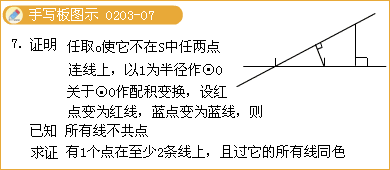 手写板图示 0203-07
7. 证明 任取o使它不在S中任两点
连线上，以1为半径作⊙O
关于⊙O作配积变换，设红
点变为红线，蓝点变为蓝线，则
已知 所有线不共点
求证 有1个点在至少2条线上，且过它的所有线同色